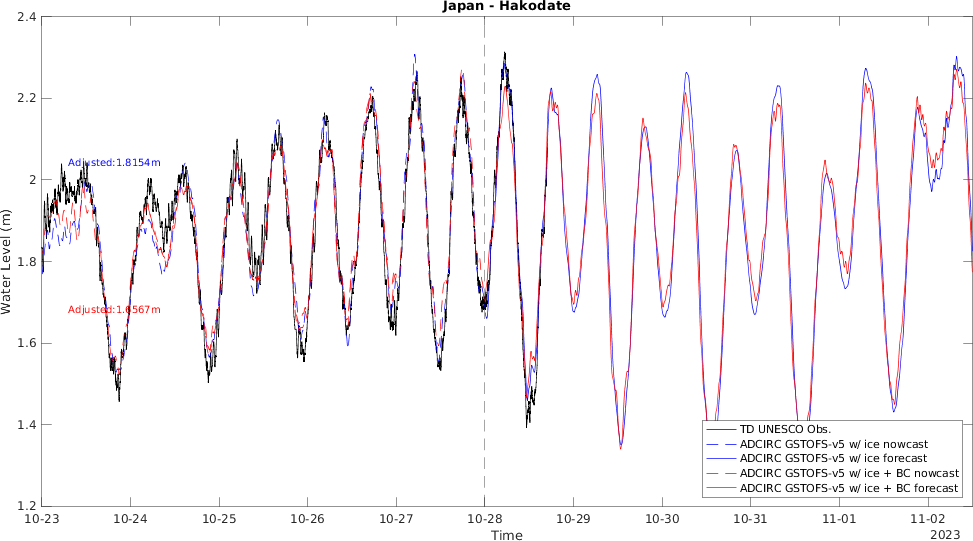 Japan - Hakodate
2.4
2.2
2
1.8
1.6
1.4
1.2
Water Level (m)
Adjusted:1.8154m
Adjusted:1.6567m
TD UNESCO Obs.
ADCIRC GSTOFS-v5 w/ ice nowcast
ADCIRC GSTOFS-v5 w/ ice forecast
ADCIRC GSTOFS-v5 w/ ice + BC nowcast
ADCIRC GSTOFS-v5 w/ ice + BC forecast
10-23 10-24 10-25 10-26 10-27 10-28 10-29 10-30 10-31 11-01 11-02
Time
2023